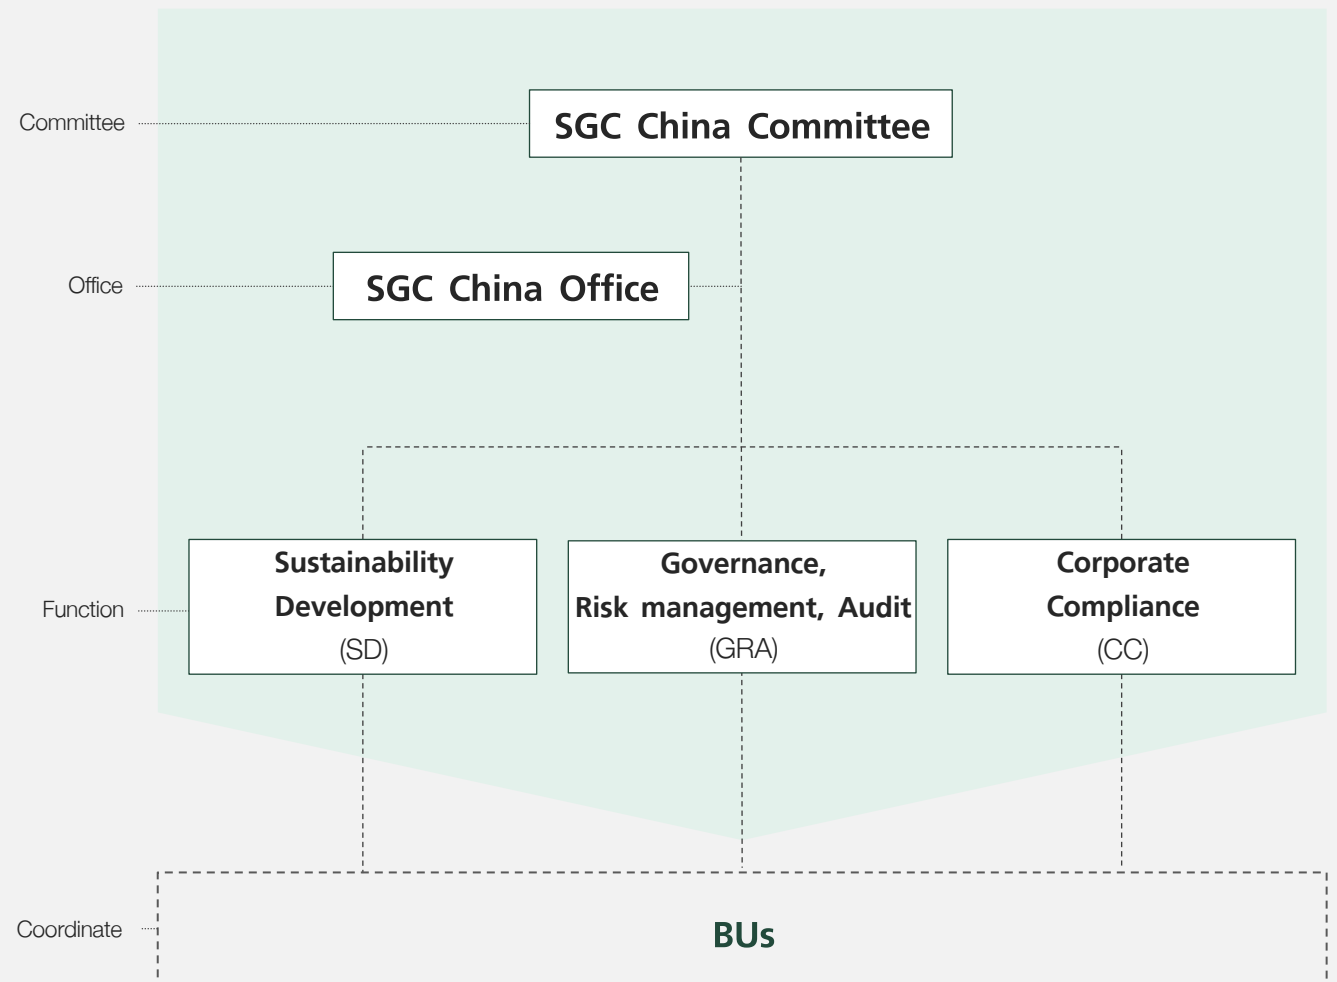 Committee
SGC China Committee
Office
SGC China Office
Function
Sustainability
Development
(SD)
Governance,
Risk management, Audit
(GRA)
Corporate
Compliance
(CC)
Coordinate
BUs